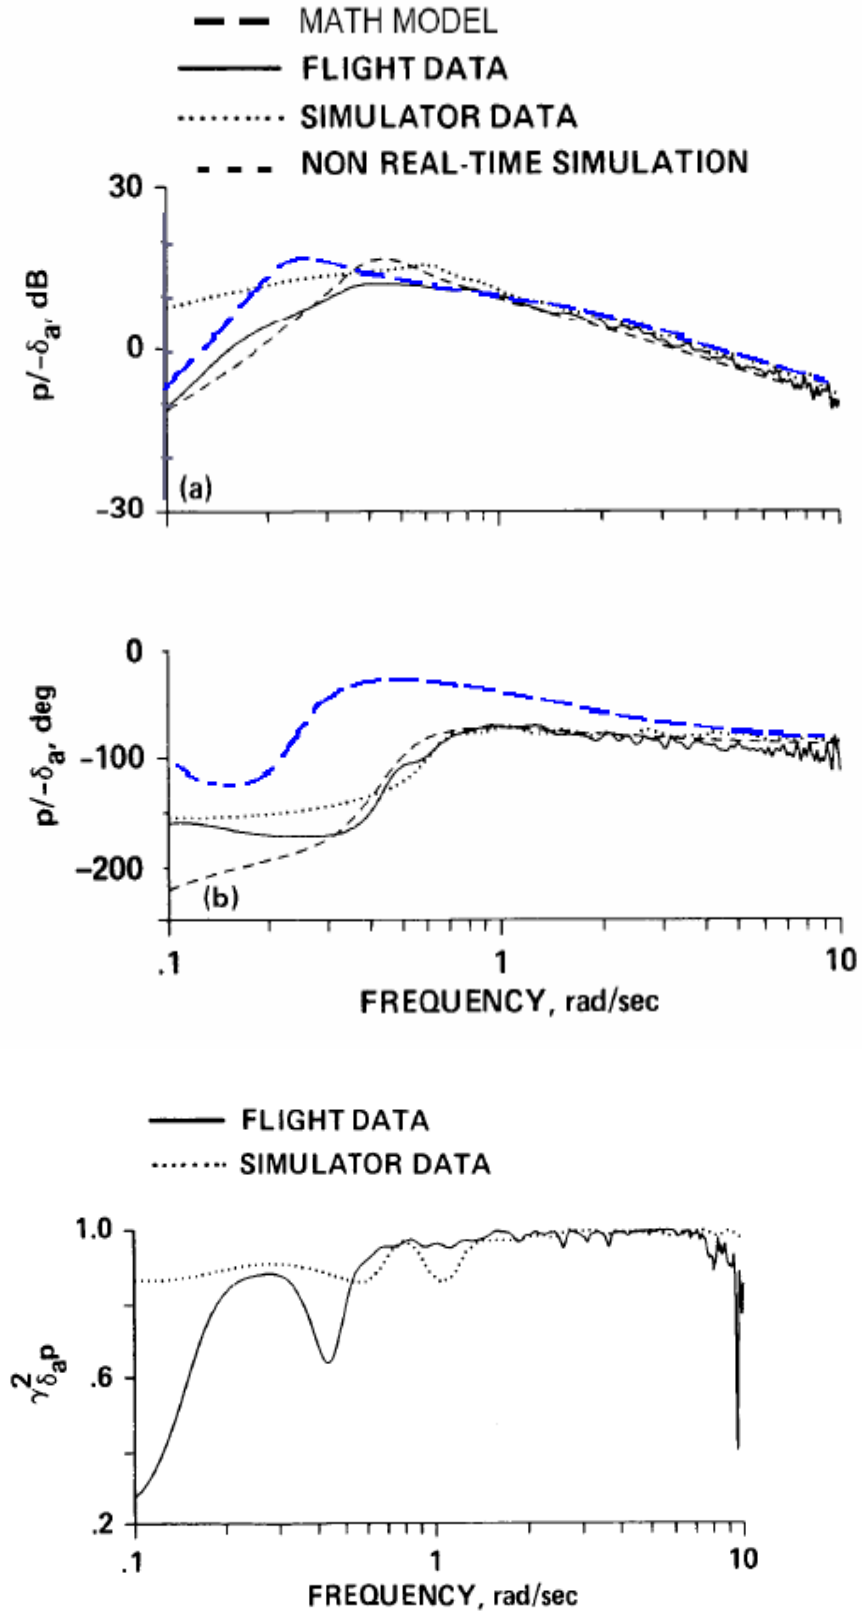 MATH MODEL
FLIGHT DATA
SIMULATOR DATA
NON REAL-TIME SIMULATION
30
0
-30
p/-δa, dB
(a)
0
-100
-200
p/-δa, deg
(b)
.1 1 10
FREQUENCY, rad/sec
FLIGHT DATA
SIMULATOR DATA
1.0
.6
.2
γ²δap
.1 1 10
FREQUENCY, rad/sec